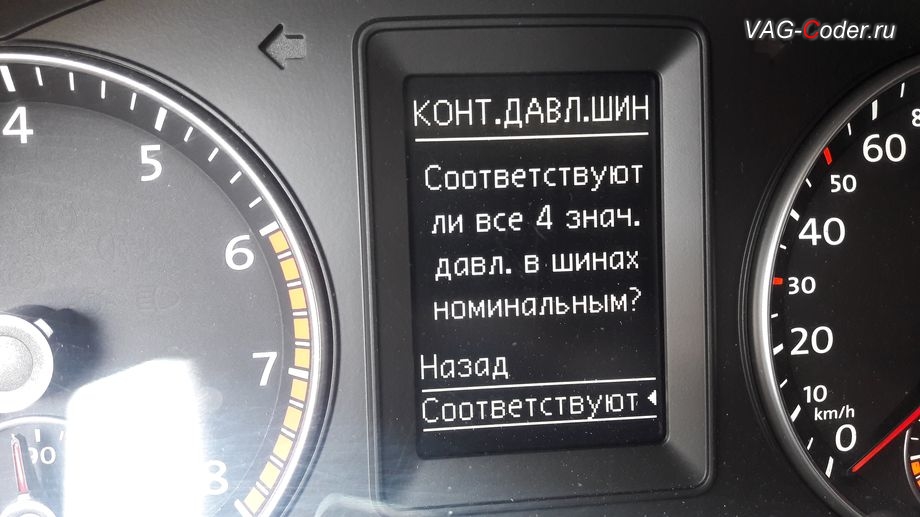 VAG-Coder.ru
КОНТ.ДАВЛ.ШИН
Соответствуют
ли все 4 знач.
давл. в шинах
номинальным?
Назад
Соответствуют
4
5
6
7
8
90
60
50
40
30
20
10
km/h
0